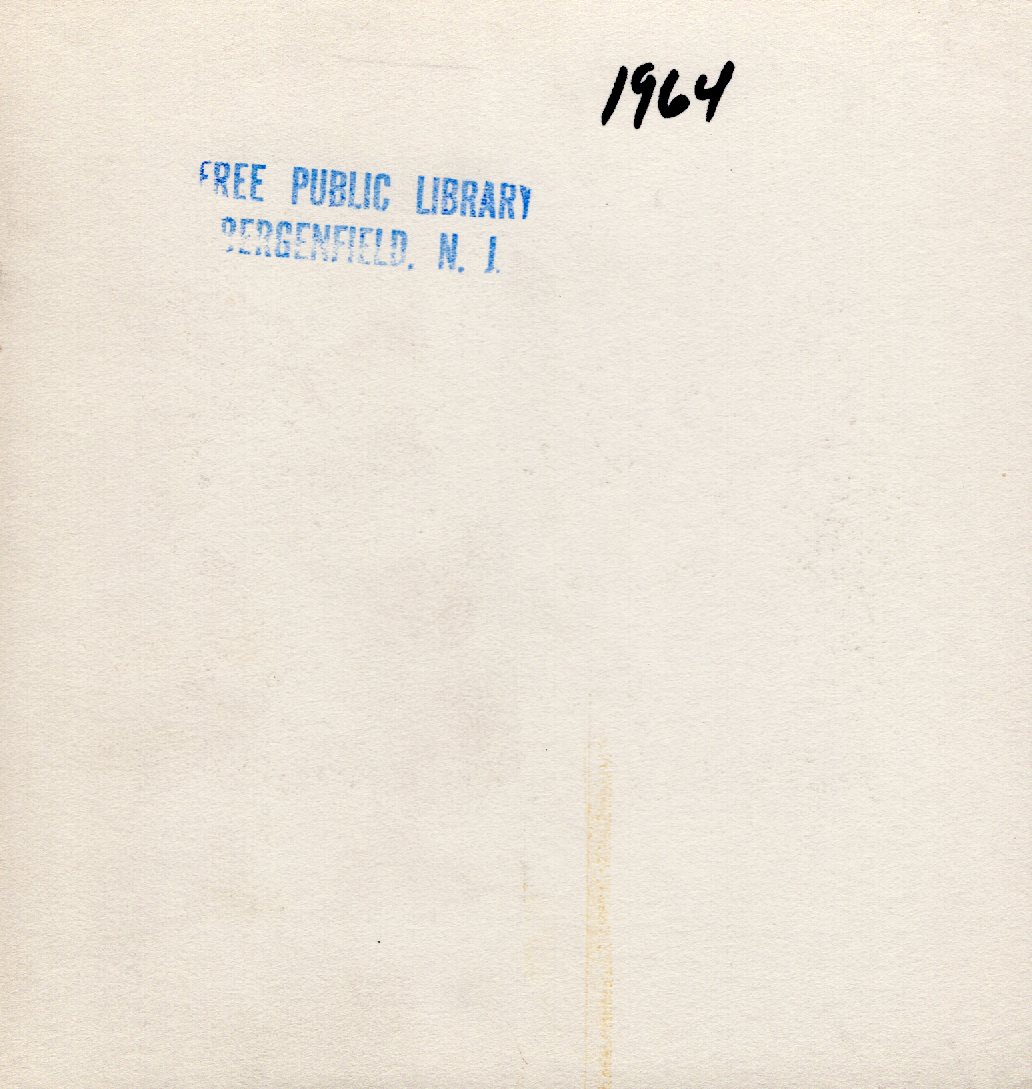 1964
FREE PUBLIC LIBRARY
BERGENFIELD, N. J.